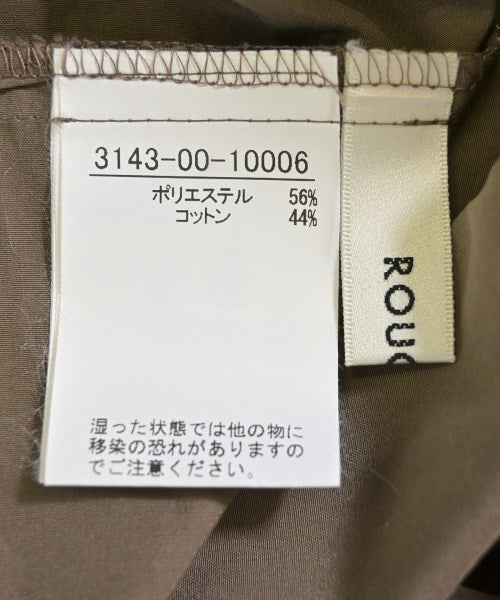 3143-00-10006
ポリエステル 56%
コットン 44%
湿った状態では他の物に
移染の恐れがありますの
でご注意ください。
ROUG